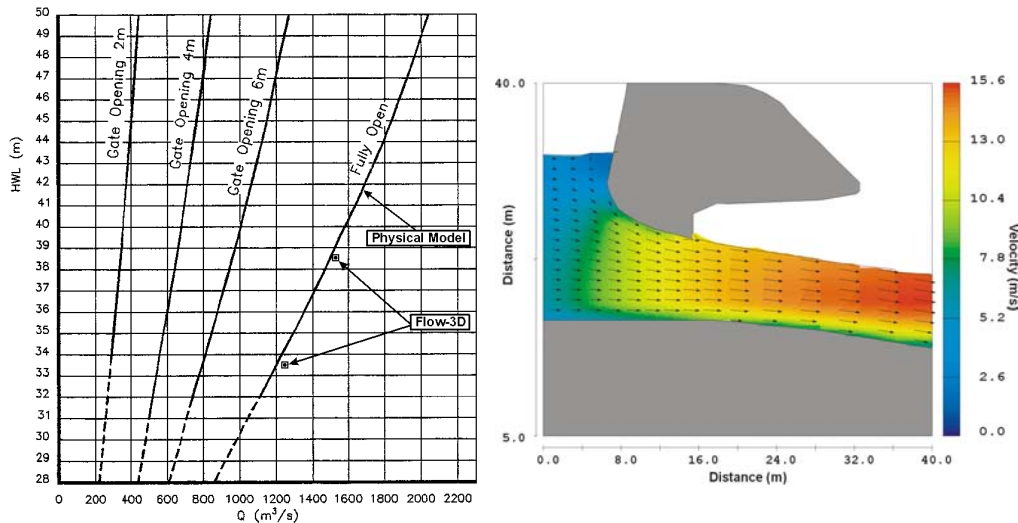 50
49
48
47
46
45
44
43
42
41
40
39
38
37
36
35
34
33
32
31
30
29
28
HWL (m)
Gate Opening 2m
Gate Opening 4m
Gate Opening 6m
Fully Open
Physical Model
Flow-3D
0 200 400 600 800 1000 1200 1400 1600 1800 2000
Q (m³/s)
40.0
5.0
Distance (m)
0.0 8.0 16.0 24.0 32.0 40.0
Distance (m)
15.6
13.0
10.4
7.8
5.2
2.6
0.0
Velocity (m/s)